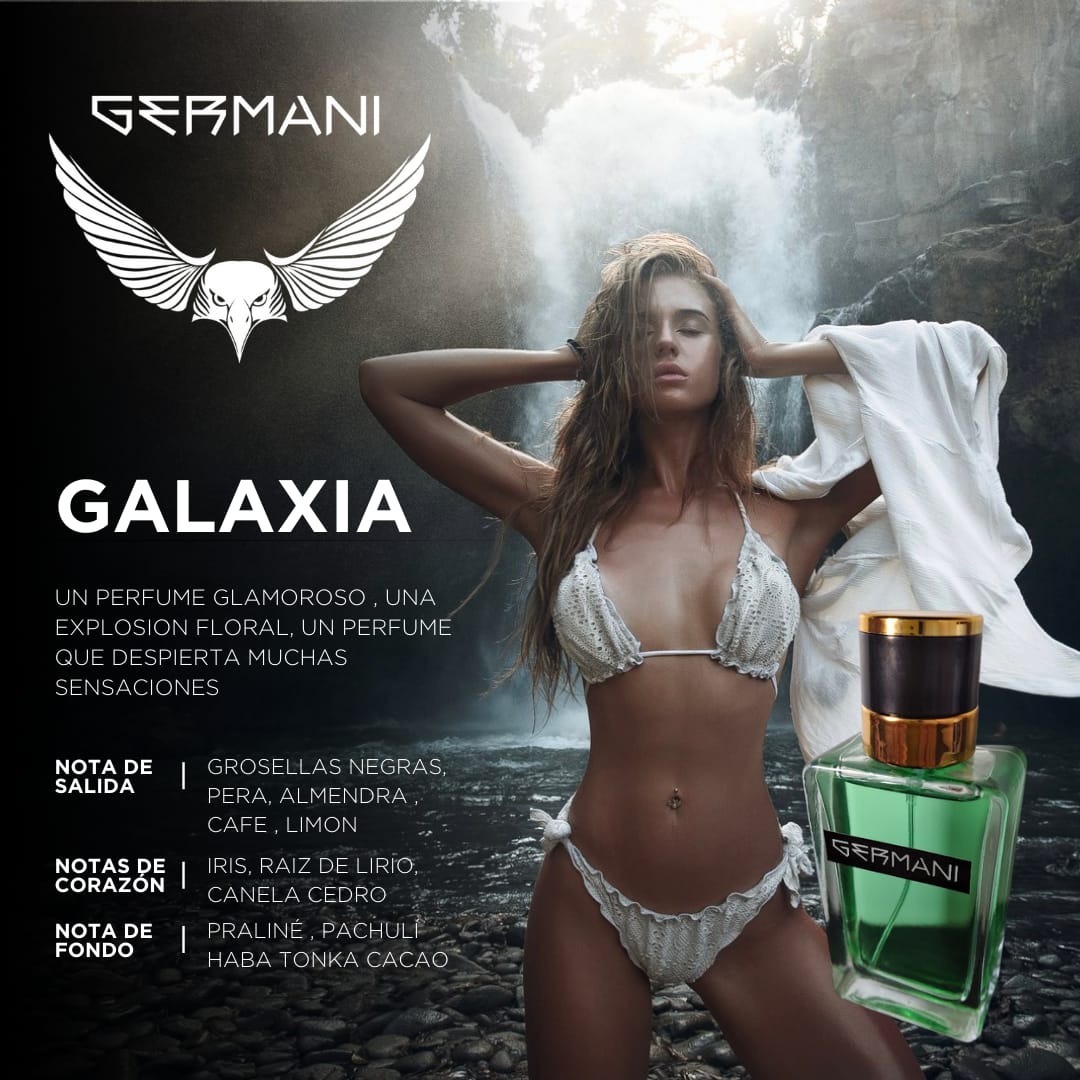 GERMANI
GALAXIA
UN PERFUME GLAMOROSO , UNA
EXPLOSION FLORAL, UN PERFUME
QUE DESPIERTA MUCHAS
SENSACIONES
NOTA DE
SALIDA
GROSELLAS NEGRAS,
PERA, ALMENDRA ,
CAFE , LIMON
NOTAS DE
CORAZÓN
IRIS, RAIZ DE LIRIO,
CANELA CEDRO
NOTA DE
FONDO
PRALINÉ , PACHULÍ
HABA TONKA CACAO
GERMANI